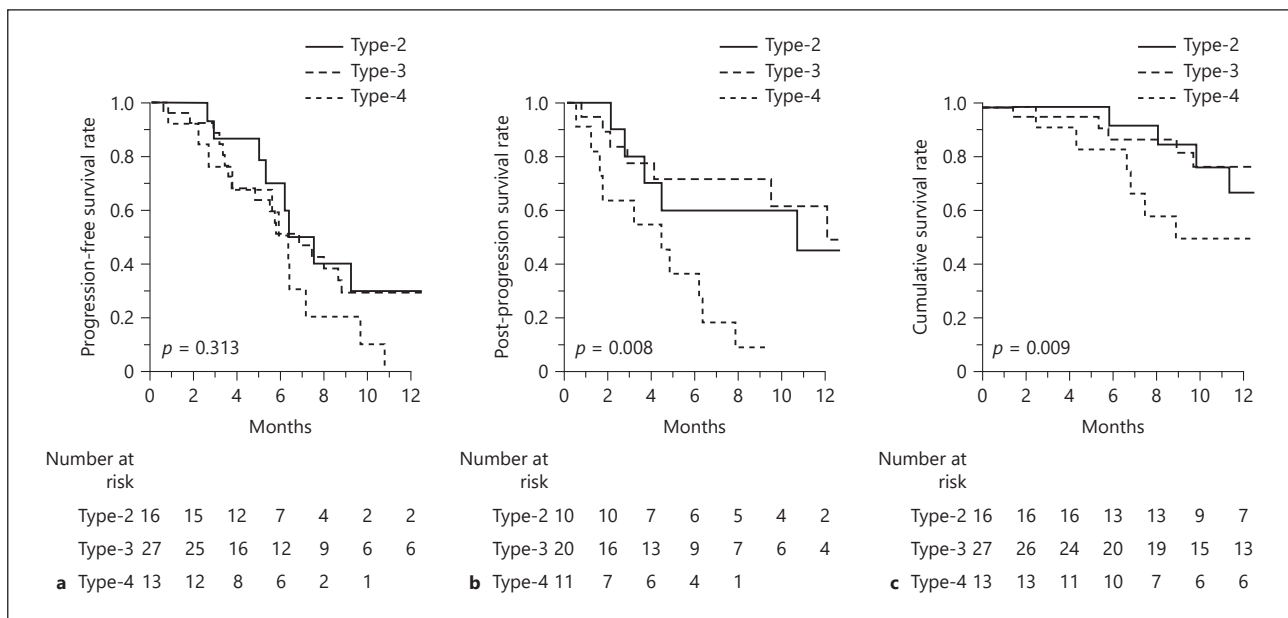 Type-2
Type-3
Type-4
1.0
0.8
0.6
0.4
0.2
0
Progression-free survival rate
p = 0.313
0 2 4 6 8 10 12
Months
Number at
risk
Type-2 16 15 12 7 4 2 2
Type-3 27 25 16 12 9 6 6
a Type-4 13 12 8 6 2 1
Type-2
Type-3
Type-4
1.0
0.8
0.6
0.4
0.2
0
Post-progression survival rate
p = 0.008
0 2 4 6 8 10 12
Months
Number at
risk
Type-2 10 10 7 6 5 4 2
Type-3 20 16 13 9 7 6 4
b Type-4 11 7 6 4 1
Type-2
Type-3
Type-4
1.0
0.8
0.6
0.4
0.2
0
Cumulative survival rate
p = 0.009
0 2 4 6 8 10 12
Months
Number at
risk
Type-2 16 16 16 13 13 9 7
Type-3 27 26 24 20 19 15 13
c Type-4 13 13 11 10 7 6 6